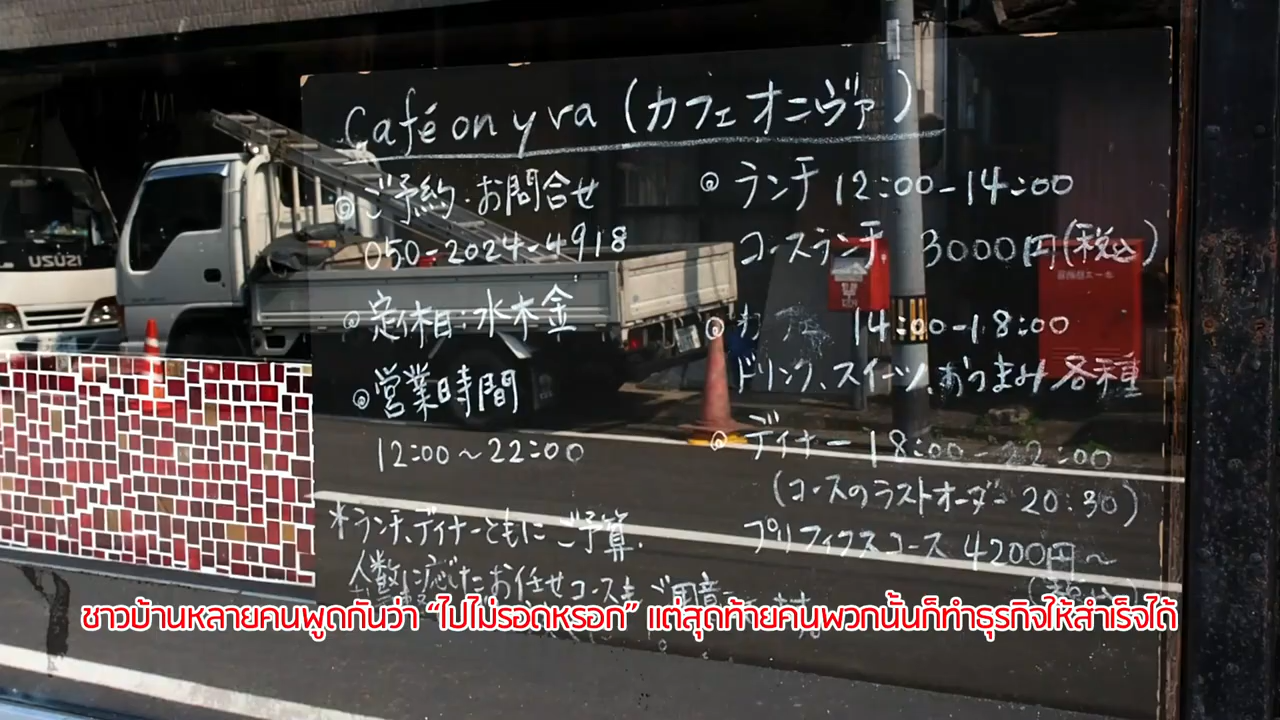 Café onyva (カフェ オニヴァ)
◎ご予約・お問合せ
050-2024-4918
◎定休日：水木金
◎営業時間
12:00～22:00
◎ランチ 12:00-14:00
コースランチ 3000円(税込)
◎カフェ 14:00-18:00
ドリンク、スイーツ、おつまみ各種
◎ディナー 18:00-22:00
(コースのラストオーダー 20:30)
プリフィクスコース 4200円～
(税込)
*ランチ、ディナーともにご予算、
人数に応じたお任せコースもご用意
ISUZU
ชาวบ้านหลายคนพูดกันว่า “ไปไม่รอดหรอก” แต่สุดท้ายคนพวกนั้นก็ทำธุรกิจให้สำเร็จได้